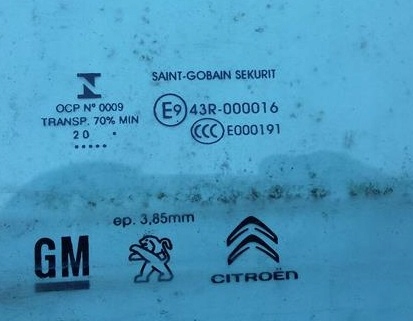 SAINT-GOBAIN SEKURIT
OCP Nº 0009
TRANSP. 70% MIN
20
E9 43R-000016
CCC E000191
ep. 3,85mm
GM
CITROËN